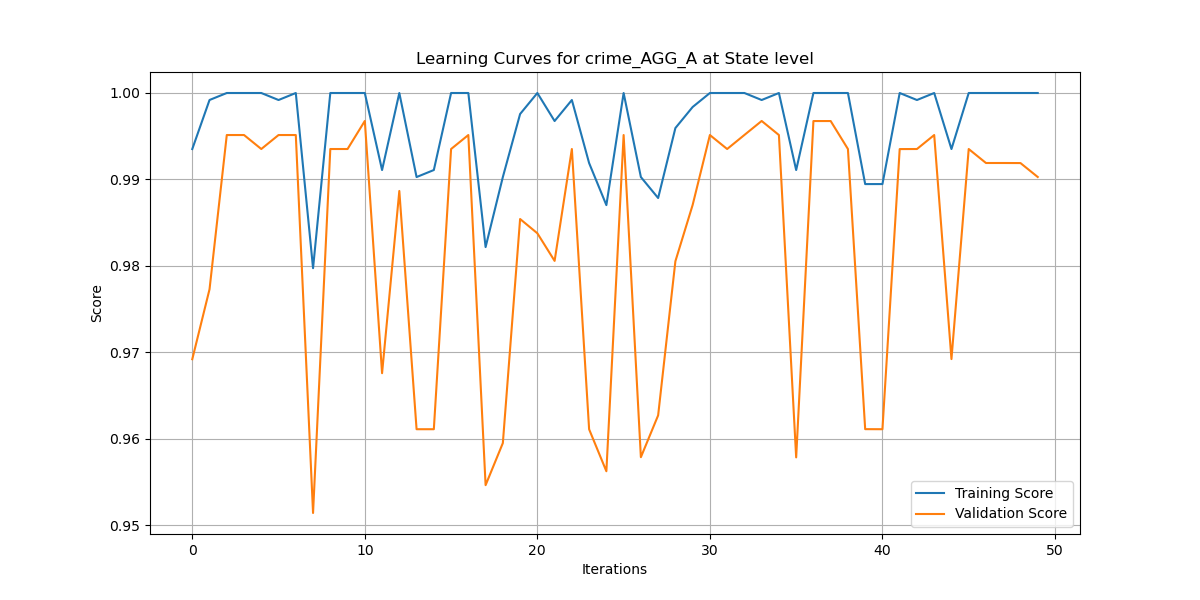 Learning Curves for crime_AGG_A at State level
1.00
0.99
0.98
0.97
0.96
0.95
Score
0 10 20 30 40 50
Iterations
Training Score
Validation Score